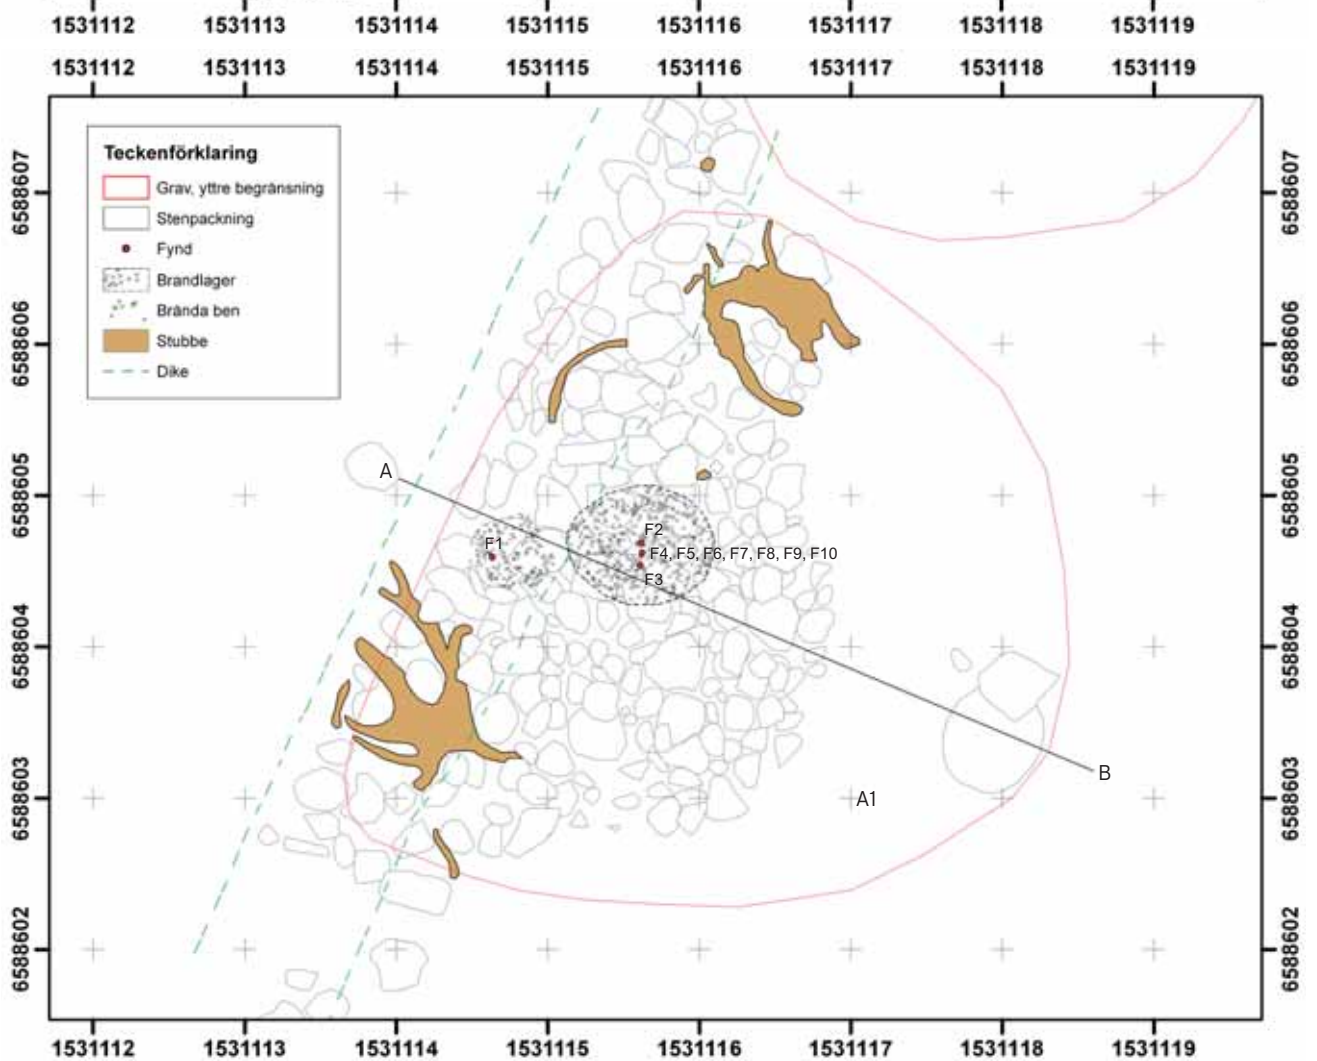 1531112 1531113 1531114 1531115 1531116 1531117 1531118 1531119
1531112 1531113 1531114 1531115 1531116 1531117 1531118 1531119
Teckenförklaring
Grav, yttre begränsning
Stenpackning
Fynd
Brandlager
Brända ben
Stubbe
Dike
6588607 6588607
6588606 6588606
6588605 6588605
A
F2
F1
F4, F5, F6, F7, F8, F9, F10
F3
6588604 6588604
B
6588603 A1 6588603
6588602 6588602
1531112 1531113 1531114 1531115 1531116 1531117 1531118 1531119